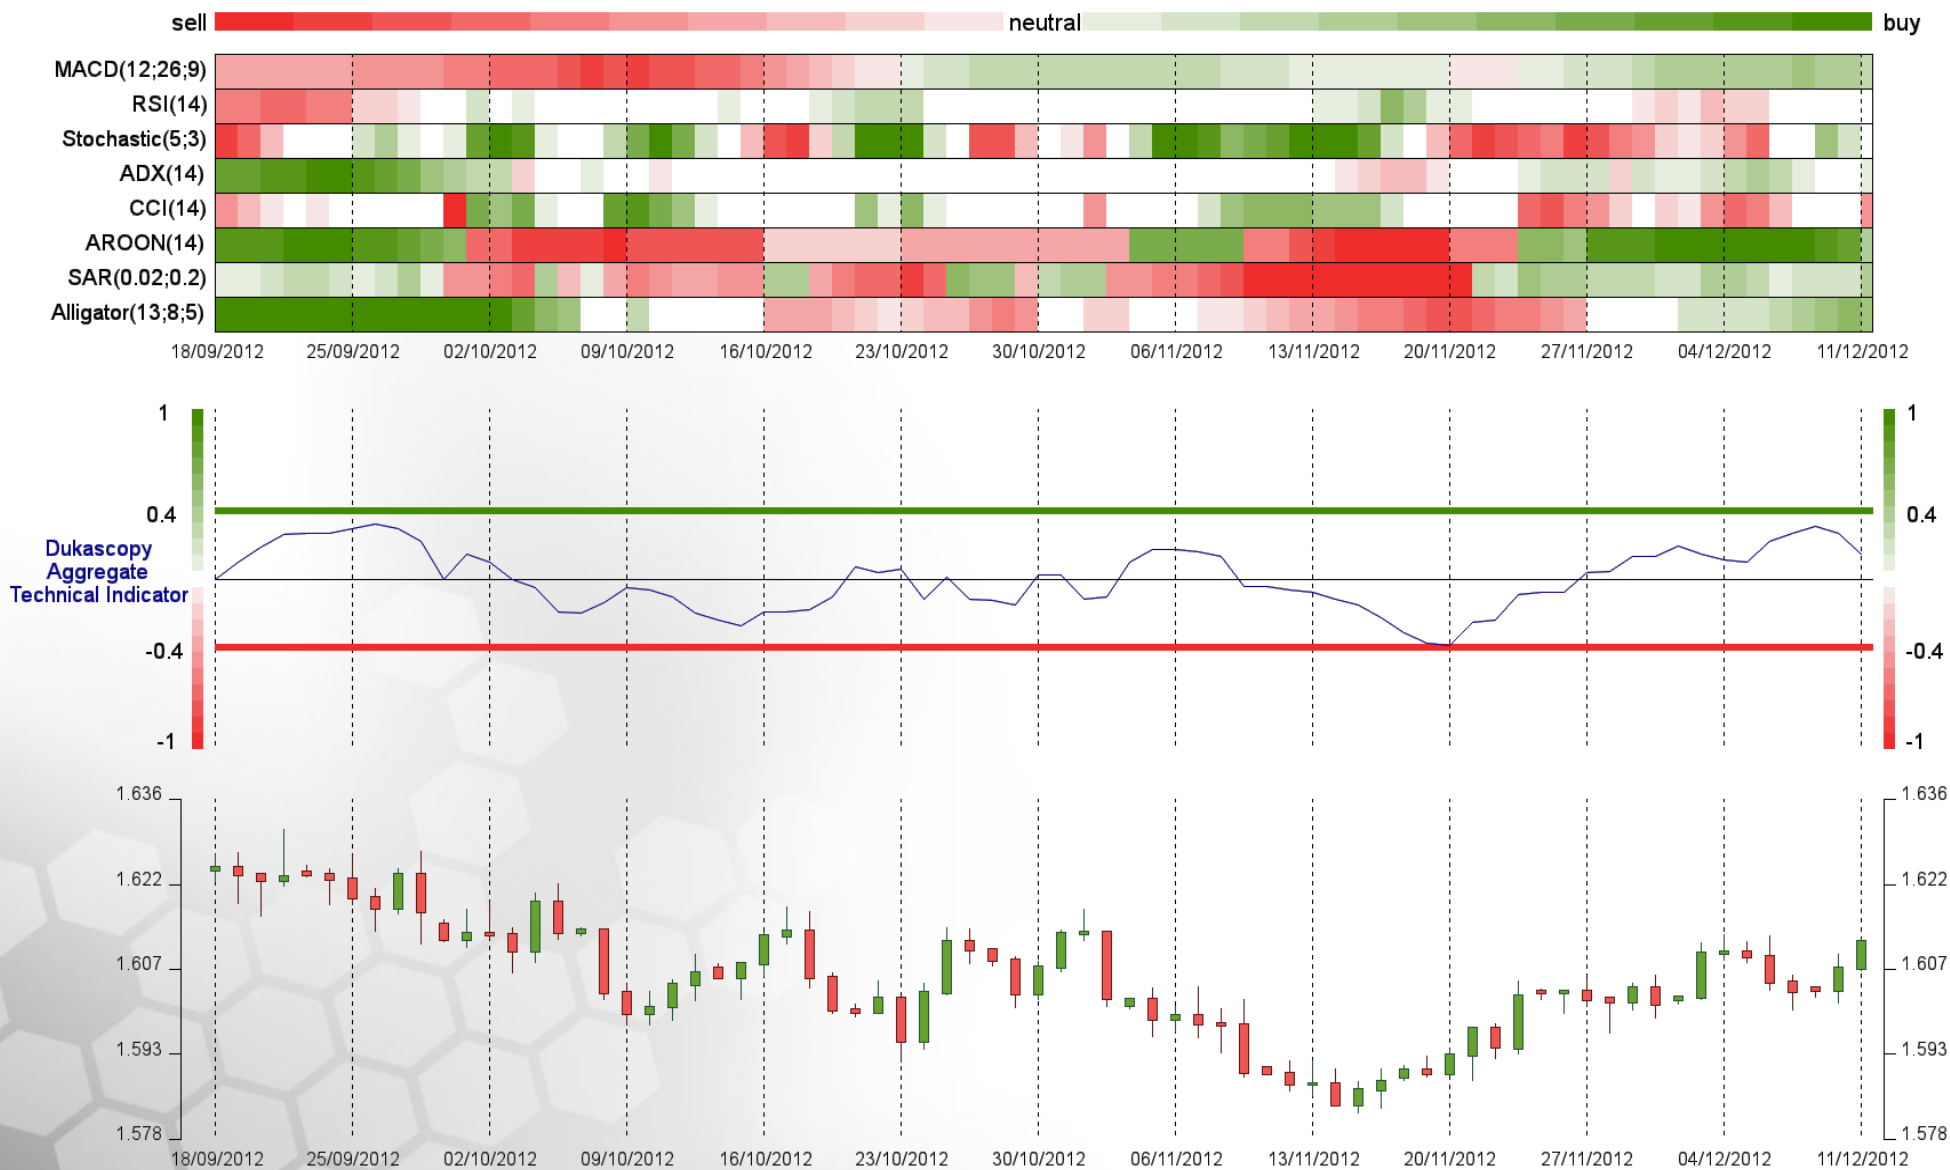 sell neutral buy
MACD(12;26;9)
RSI(14)
Stochastic(5;3)
ADX(14)
CCI(14)
AROON(14)
SAR(0.02;0.2)
Alligator(13;8;5)
18/09/2012 25/09/2012 02/10/2012 09/10/2012 16/10/2012 23/10/2012 30/10/2012 06/11/2012 13/11/2012 20/11/2012 27/11/2012 04/12/2012 11/12/2012
1 1
0.4 0.4
Dukascopy
Aggregate
Technical Indicator
-0.4 -0.4
-1 -1
1.636 1.636
1.622 1.622
1.607 1.607
1.593 1.593
1.578 1.578
18/09/2012 25/09/2012 02/10/2012 09/10/2012 16/10/2012 23/10/2012 30/10/2012 06/11/2012 13/11/2012 20/11/2012 27/11/2012 04/12/2012 11/12/2012